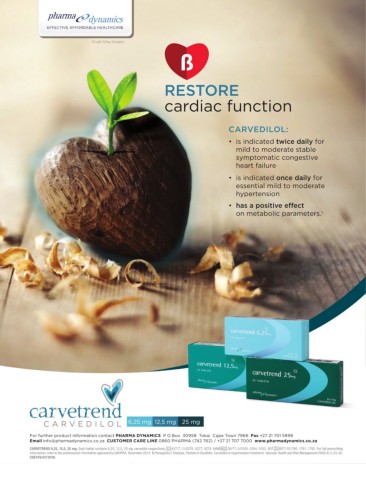 pharma dynamics
EFFECTIVE AFFORDABLE HEALTHCARE
ß
RESTORE
cardiac function
CARVEDILOL:
• is indicated twice daily for
mild to moderate stable
symptomatic congestive
heart failure
• is indicated once daily for
essential mild to moderate
hypertension
• has a positive effect
on metabolic parameters.¹
carvetrend 6,25
carvetrend 12,5
carvetrend 25
carvetrend
CARVEDILOL
6,25 mg 12,5 mg 25 mg
For further product information contact PHARMA DYNAMICS P O Box 30958 Tokai Cape Town 7966 Fax +27 21 701 5898
Email info@pharmadynamics.co.za CUSTOMER CARE LINE 0860 PHARMA (742 762) / +27 21 707 7000 www.pharmadynamics.co.za